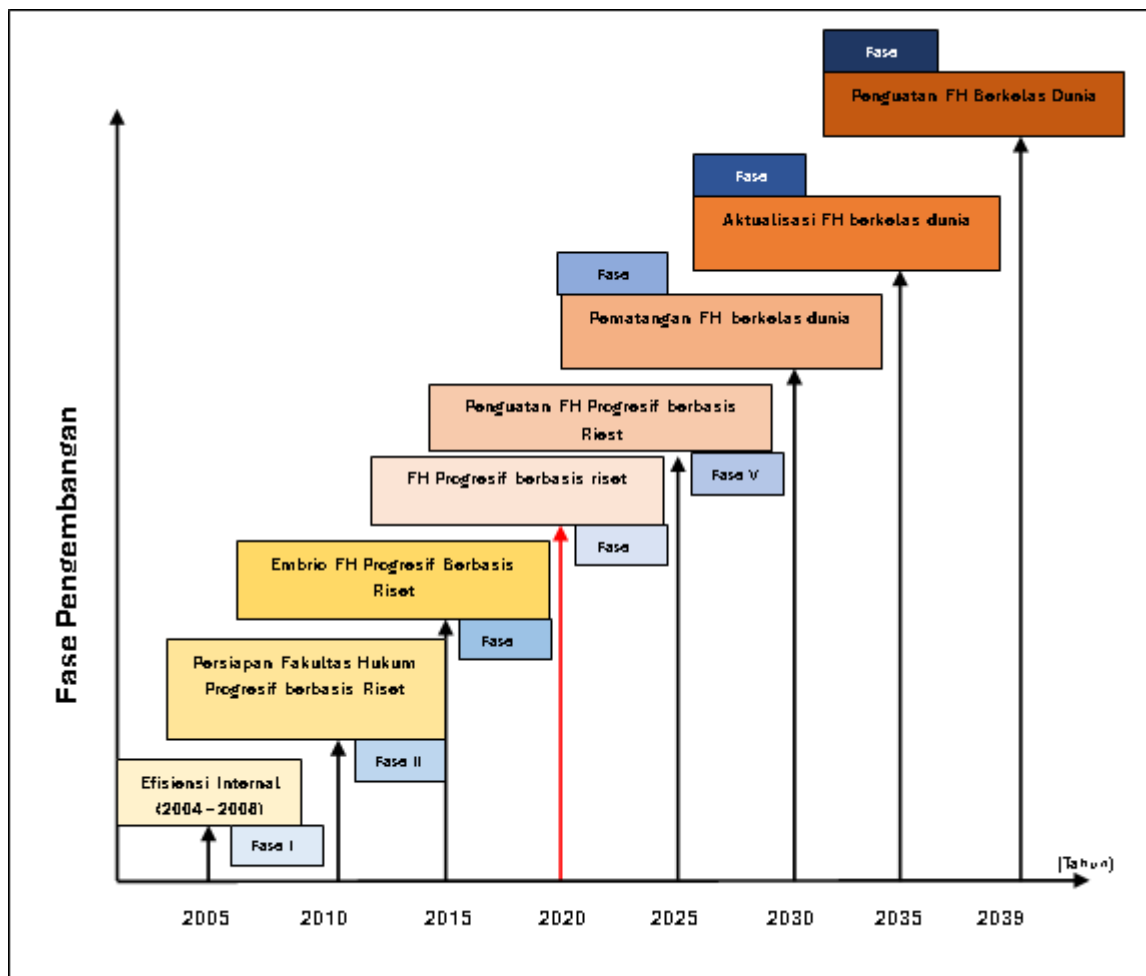 Fase
Penguatan FH Berkelas Dunia
Fase
Aktualisasi FH berkelas dunia
Fase
Pematangan FH berkelas dunia
Penguatan FH Progresif berbasis
Riest
Fase V
FH Progresif berbasis riset
Fase
Embrio FH Progresif Berbasis
Riset
Fase
Persiapan Fakultas Hukum
Progresif berbasis Riset
Fase II
Efisiensi Internal
(2004 – 2008)
Fase I
Fase Pengembangan
(Tahun)
2005 2010 2015 2020 2025 2030 2035 2039